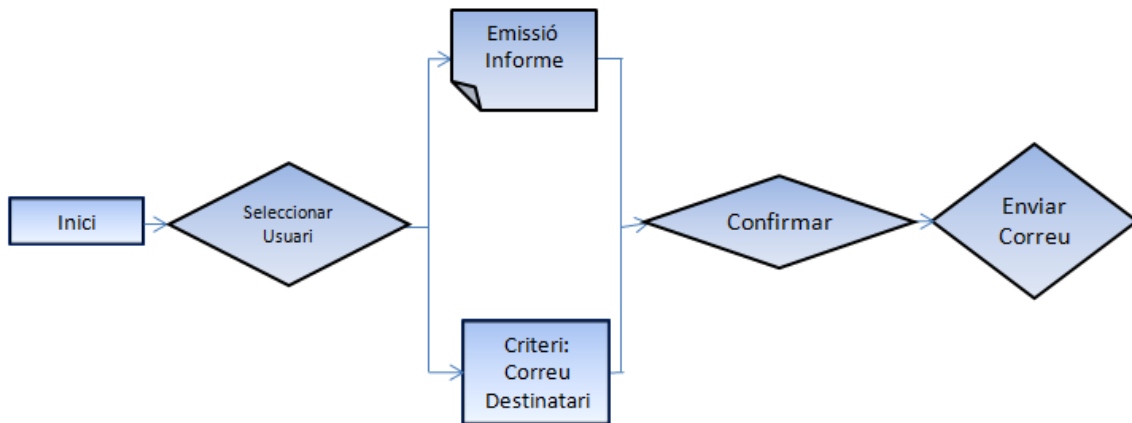 Inici
Seleccionar
Usuari
Emissió
Informe
Criteri:
Correu
Destinatari
Confirmar
Enviar
Correu